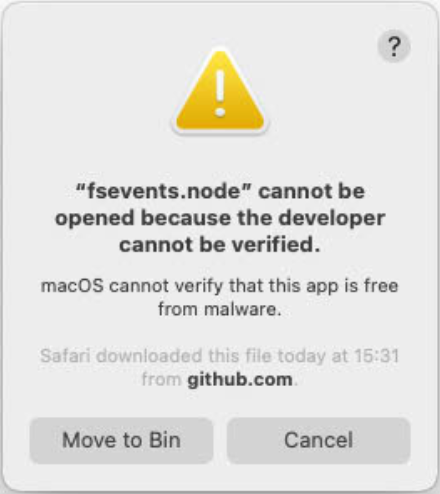 ?
“fsevents.node” cannot be
opened because the developer
cannot be verified.
macOS cannot verify that this app is free
from malware.
Safari downloaded this file today at 15:31
from github.com.
Move to Bin
Cancel